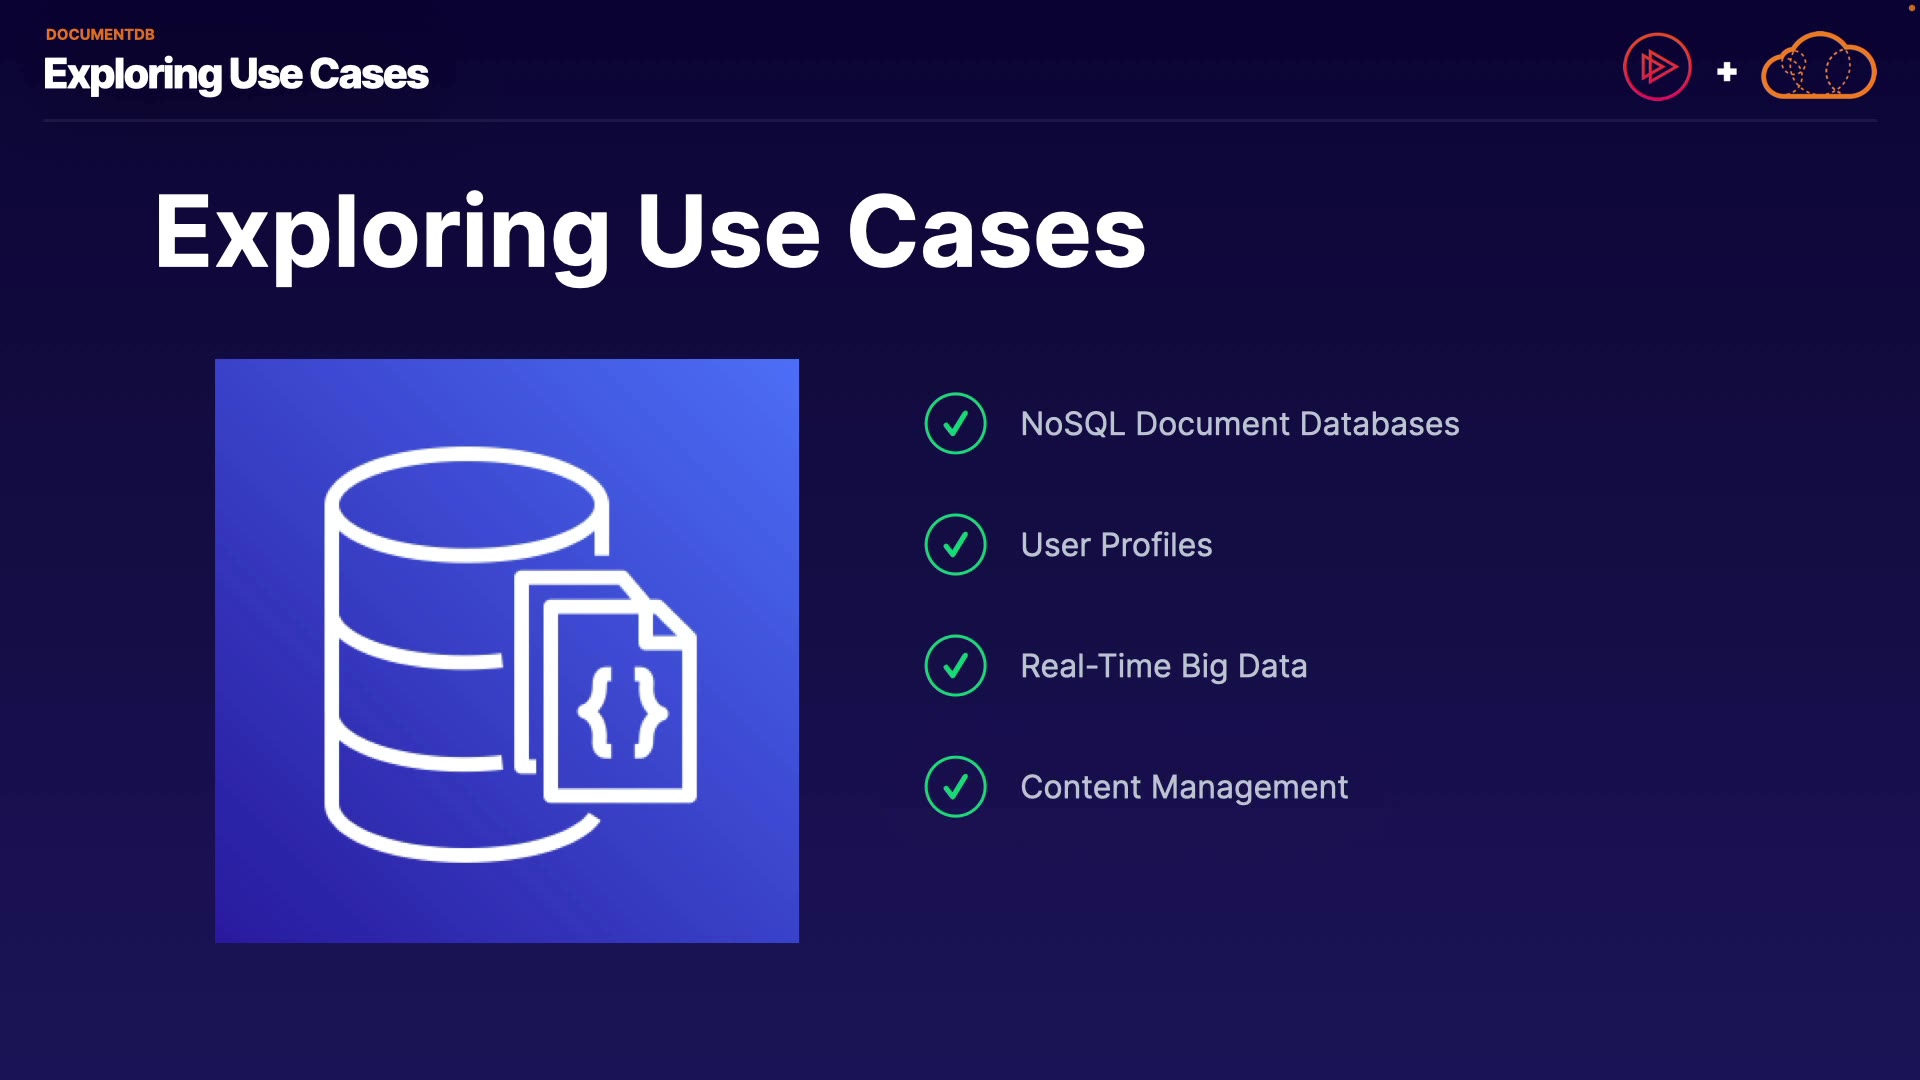 DOCUMENTDB
Exploring Use Cases
Exploring Use Cases
NoSQL Document Databases
User Profiles
Real-Time Big Data
Content Management